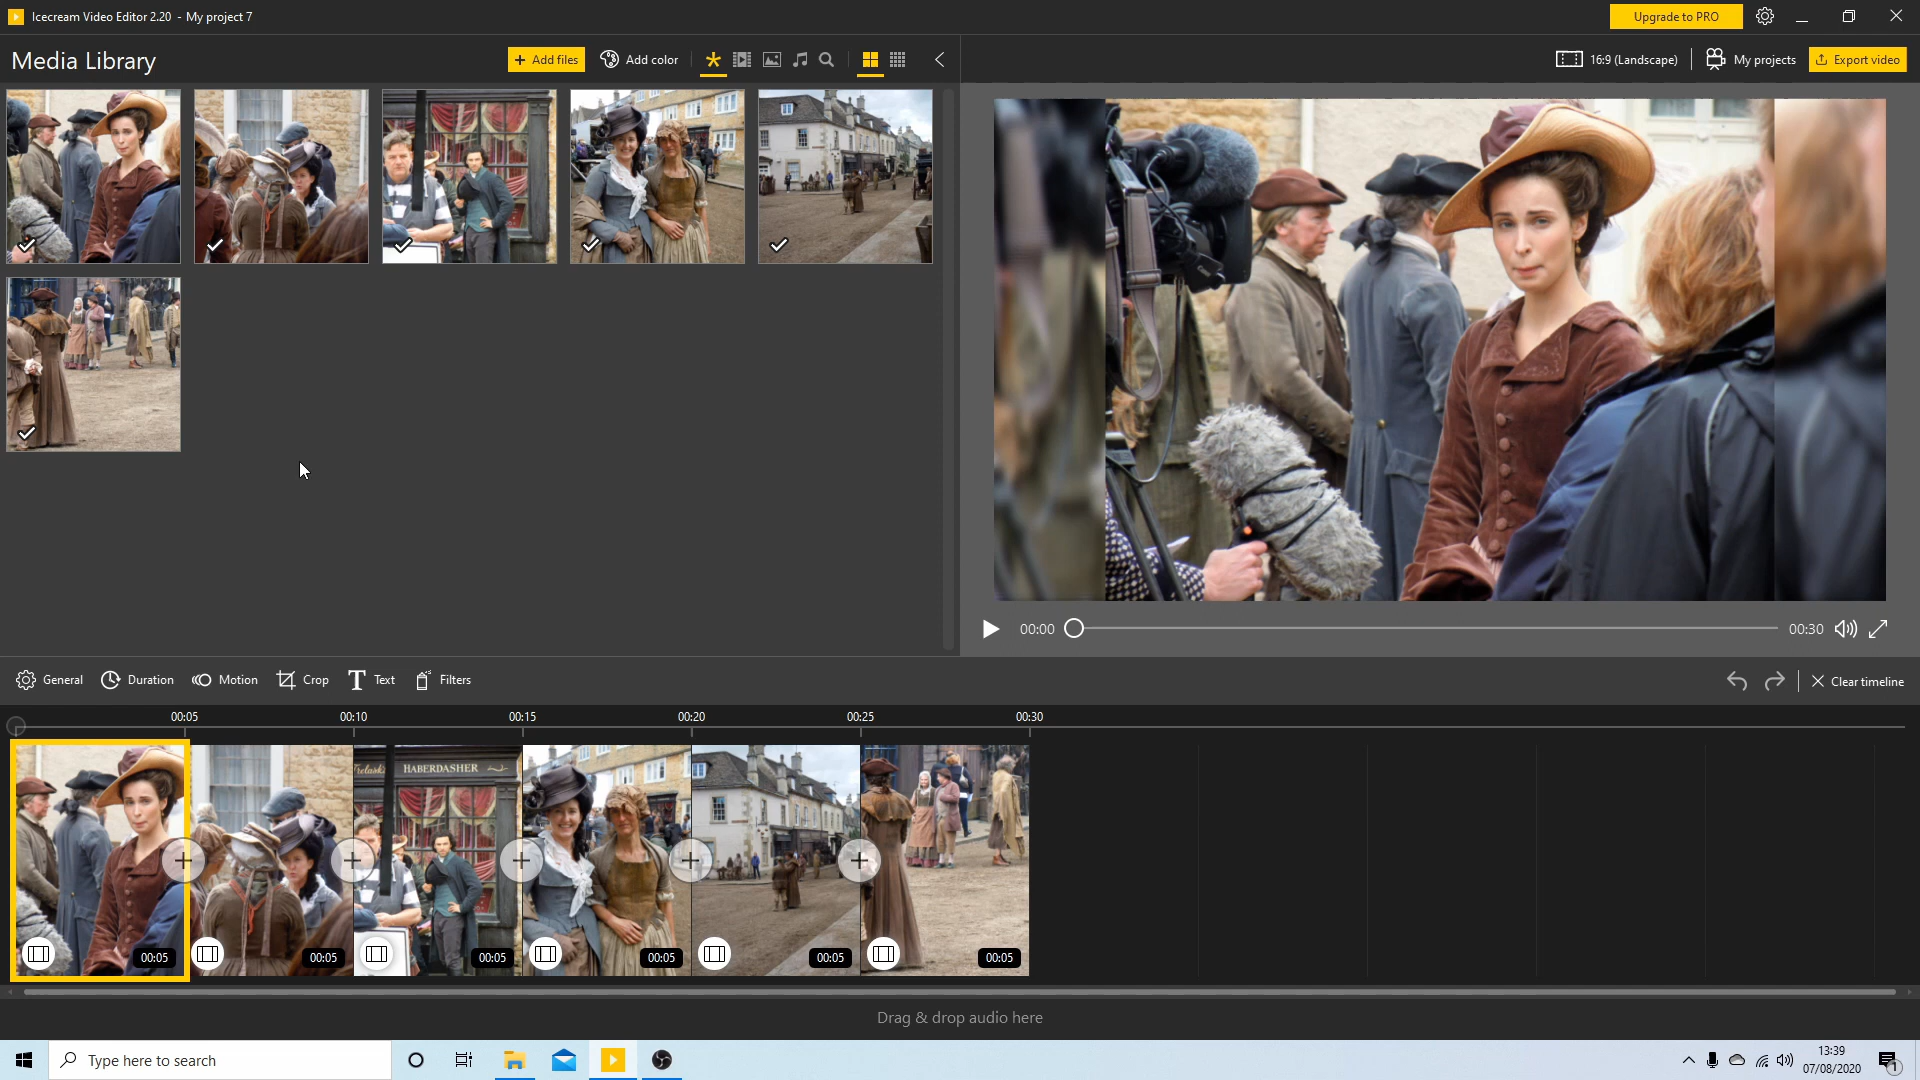 Icecream Video Editor 2.20 - My project 7
Upgrade to PRO
Media Library
Add files
Add color
16:9 (Landscape)
My projects
Export video
00:00
00:30
General
Duration
Motion
Crop
Text
Filters
Clear timeline
00:05
00:10
00:15
00:20
00:25
00:30
HABERDASHER
00:05
00:05
00:05
00:05
00:05
00:05
Drag & drop audio here
Type here to search
13:39
07/08/2020
1